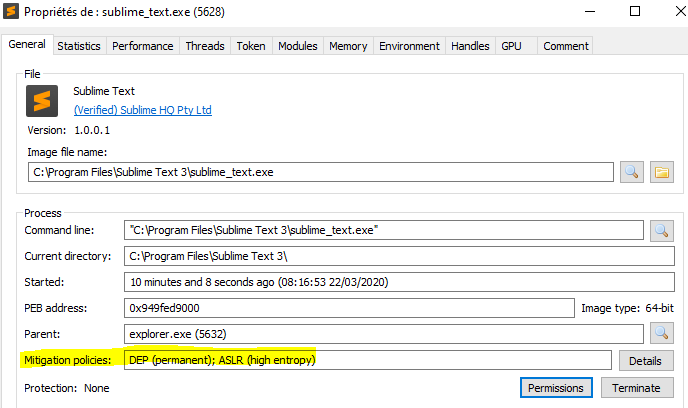 Propriétés de : sublime_text.exe (5628)
General Statistics Performance Threads Token Modules Memory Environment Handles GPU Comment
File
Sublime Text
(Verified) Sublime HQ Pty Ltd
Version: 1.0.0.1
Image file name:
C:\Program Files\Sublime Text 3\sublime_text.exe
Process
Command line: "C:\Program Files\Sublime Text 3\sublime_text.exe"
Current directory: C:\Program Files\Sublime Text 3\
Started: 10 minutes and 8 seconds ago (08:16:53 22/03/2020)
PEB address: 0x949fed9000 Image type: 64-bit
Parent: explorer.exe (5632)
Mitigation policies: DEP (permanent); ASLR (high entropy) Details
Protection: None Permissions Terminate